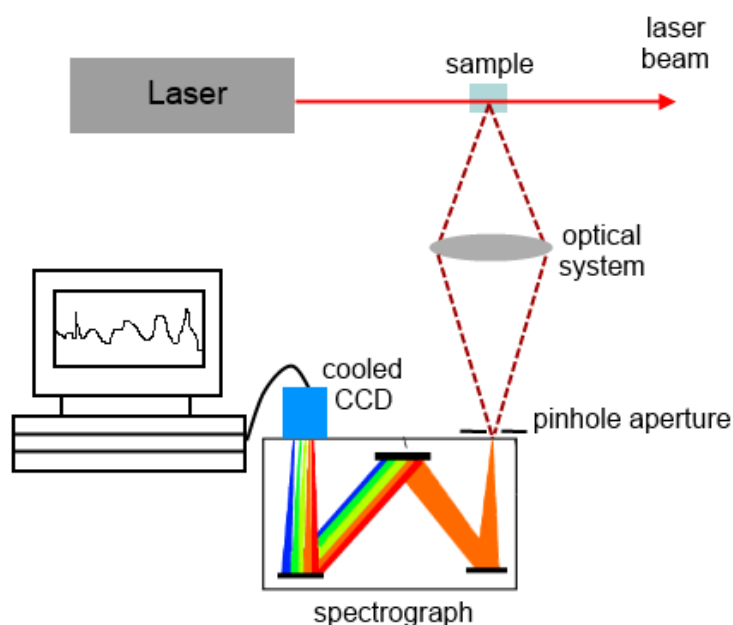 laser
beam
sample
Laser
optical
system
cooled
CCD
pinhole aperture
spectrograph